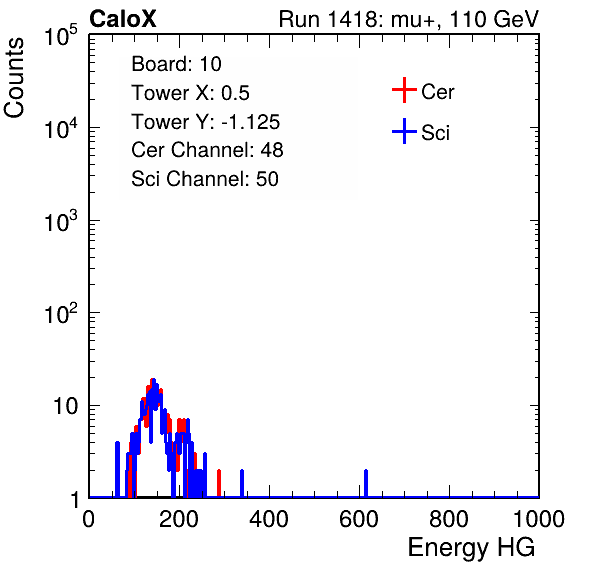 CaloX Run 1418: mu+, 110 GeV
Counts
10^5
10^4
10^3
10^2
10
1
Board: 10
Tower X: 0.5
Tower Y: -1.125
Cer Channel: 48
Sci Channel: 50
Cer
Sci
0 200 400 600 800 1000
Energy HG